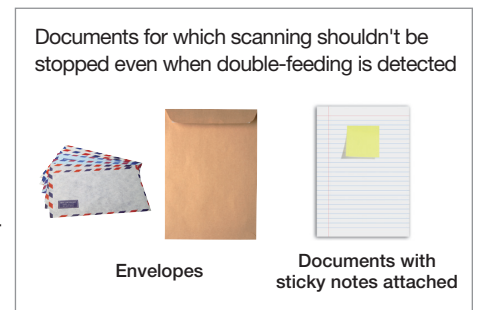 Documents for which scanning shouldn't be
stopped even when double-feeding is detected
Envelopes
Documents with
sticky notes attached